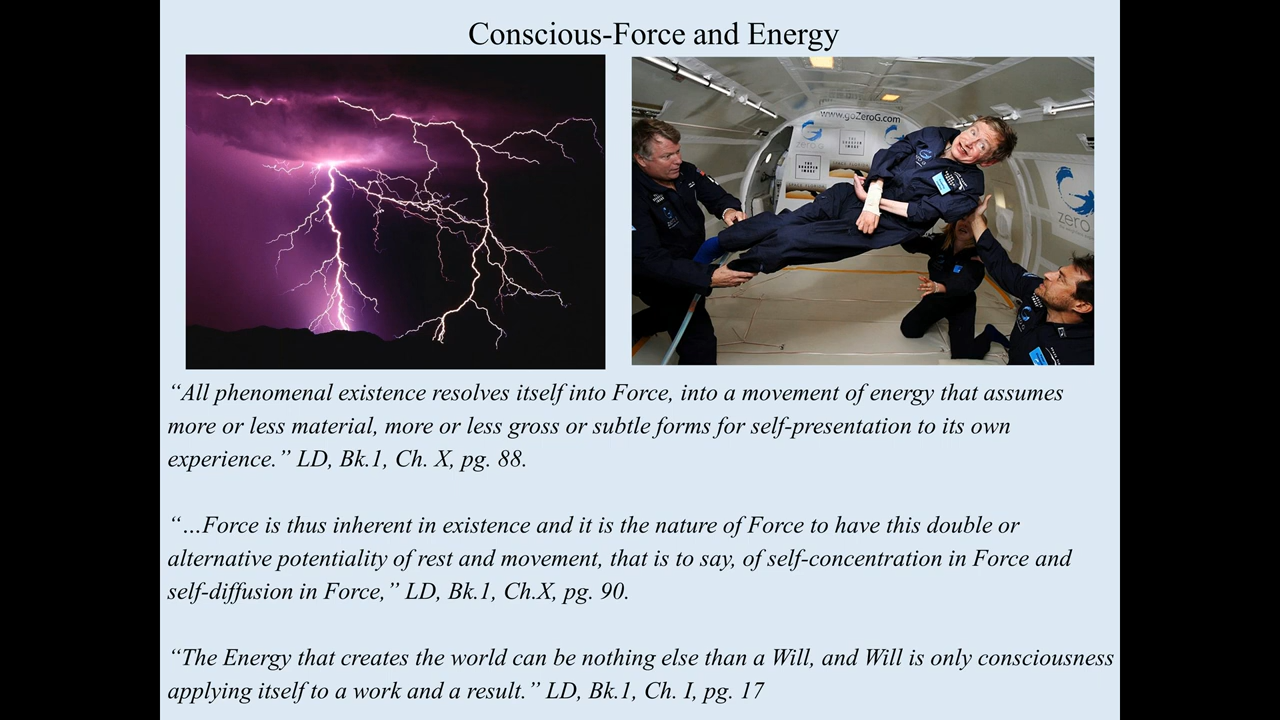 Conscious-Force and Energy
www.goZeroG.com
zero
THE
SHARPER
IMAGE
zero
“All phenomenal existence resolves itself into Force, into a movement of energy that assumes
more or less material, more or less gross or subtle forms for self-presentation to its own
experience.” LD, Bk.1, Ch. X, pg. 88.
“…Force is thus inherent in existence and it is the nature of Force to have this double or
alternative potentiality of rest and movement, that is to say, of self-concentration in Force and
self-diffusion in Force,” LD, Bk.1, Ch.X, pg. 90.
“The Energy that creates the world can be nothing else than a Will, and Will is only consciousness
applying itself to a work and a result.” LD, Bk.1, Ch. I, pg. 17